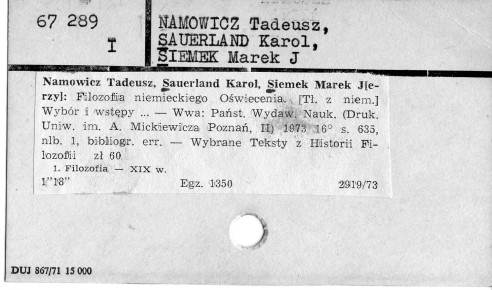 67 289
I
NAMOWICZ Tadeusz,
SAUERLAND Karol,
SIEMEK Marek J
Namowicz Tadeusz, Sauerland Karol, Siemek Marek J[e-
rzy]: Filozofia niemieckiego Oświecenia. [Tł. z niem.]
Wybór i wstępy ... — Wwa: Państ. Wydaw. Nauk. (Druk.
Uniw. im. A. Mickiewicza Poznań, II) 1973 16° s. 635,
nlb. 1, bibliogr. err. — Wybrane Teksty z Historii Fi-
lozofii zł 60
1. Filozofia — XIX w.
1"18" Egz. 1350 2919/73
DUJ 867/71 15 000